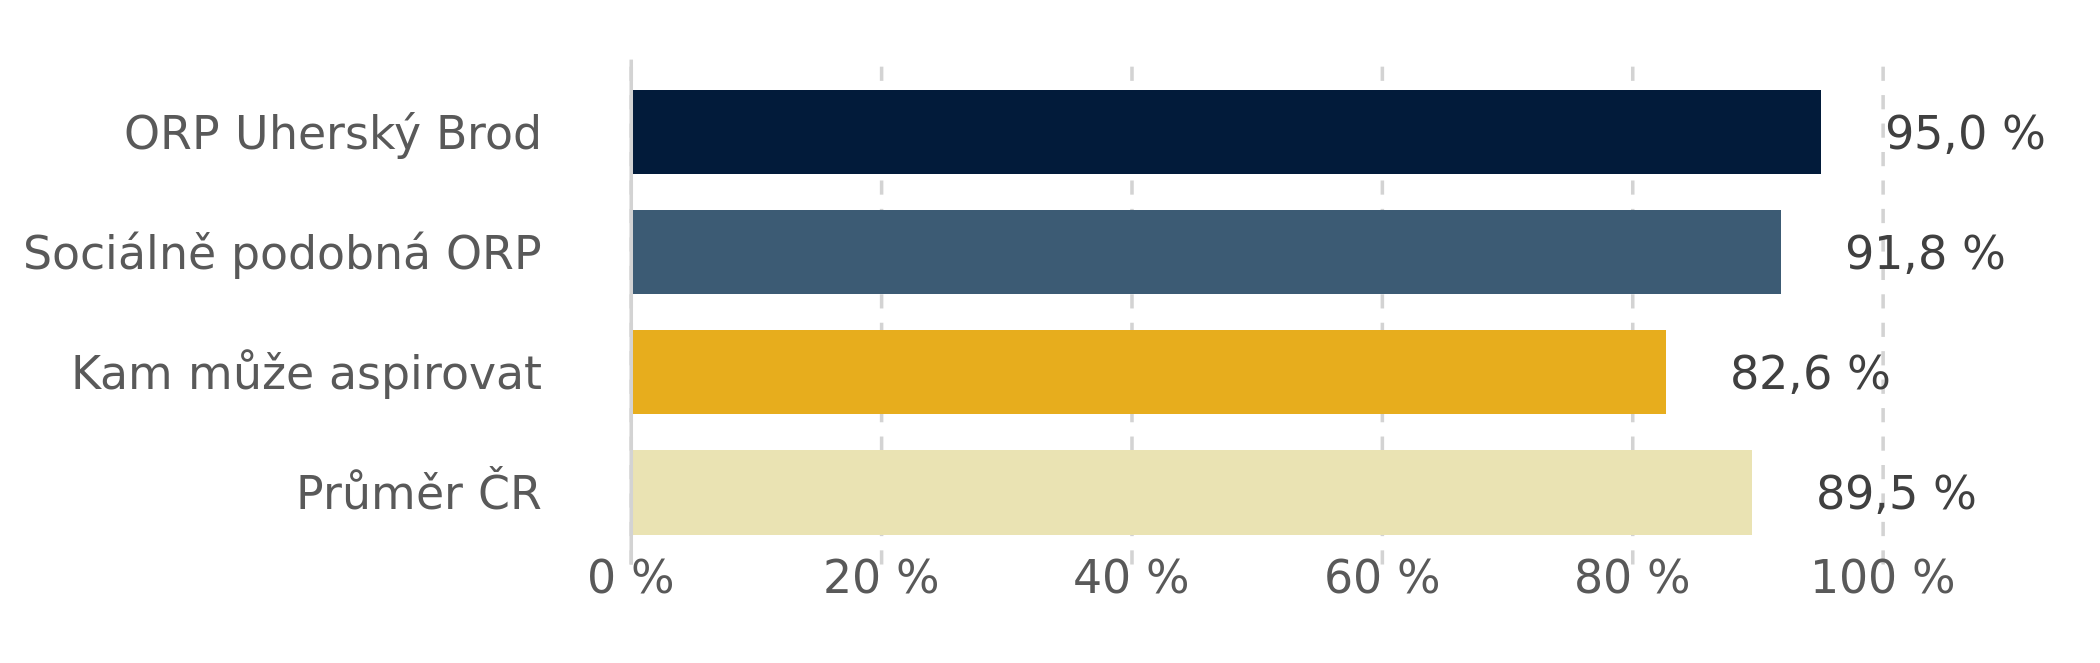 ORP Uherský Brod 95,0 %
Sociálně podobná ORP 91,8 %
Kam může aspirovat 82,6 %
Průměr ČR 89,5 %
0 % 20 % 40 % 60 % 80 % 100 %